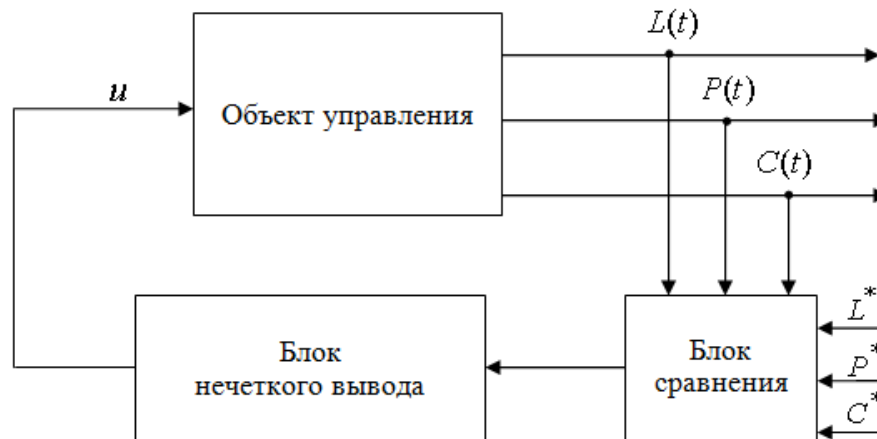 L(t)
u
P(t)
Объект управления
C(t)
L*
Блок
нечеткого вывода
Блок
сравнения
P*
C*